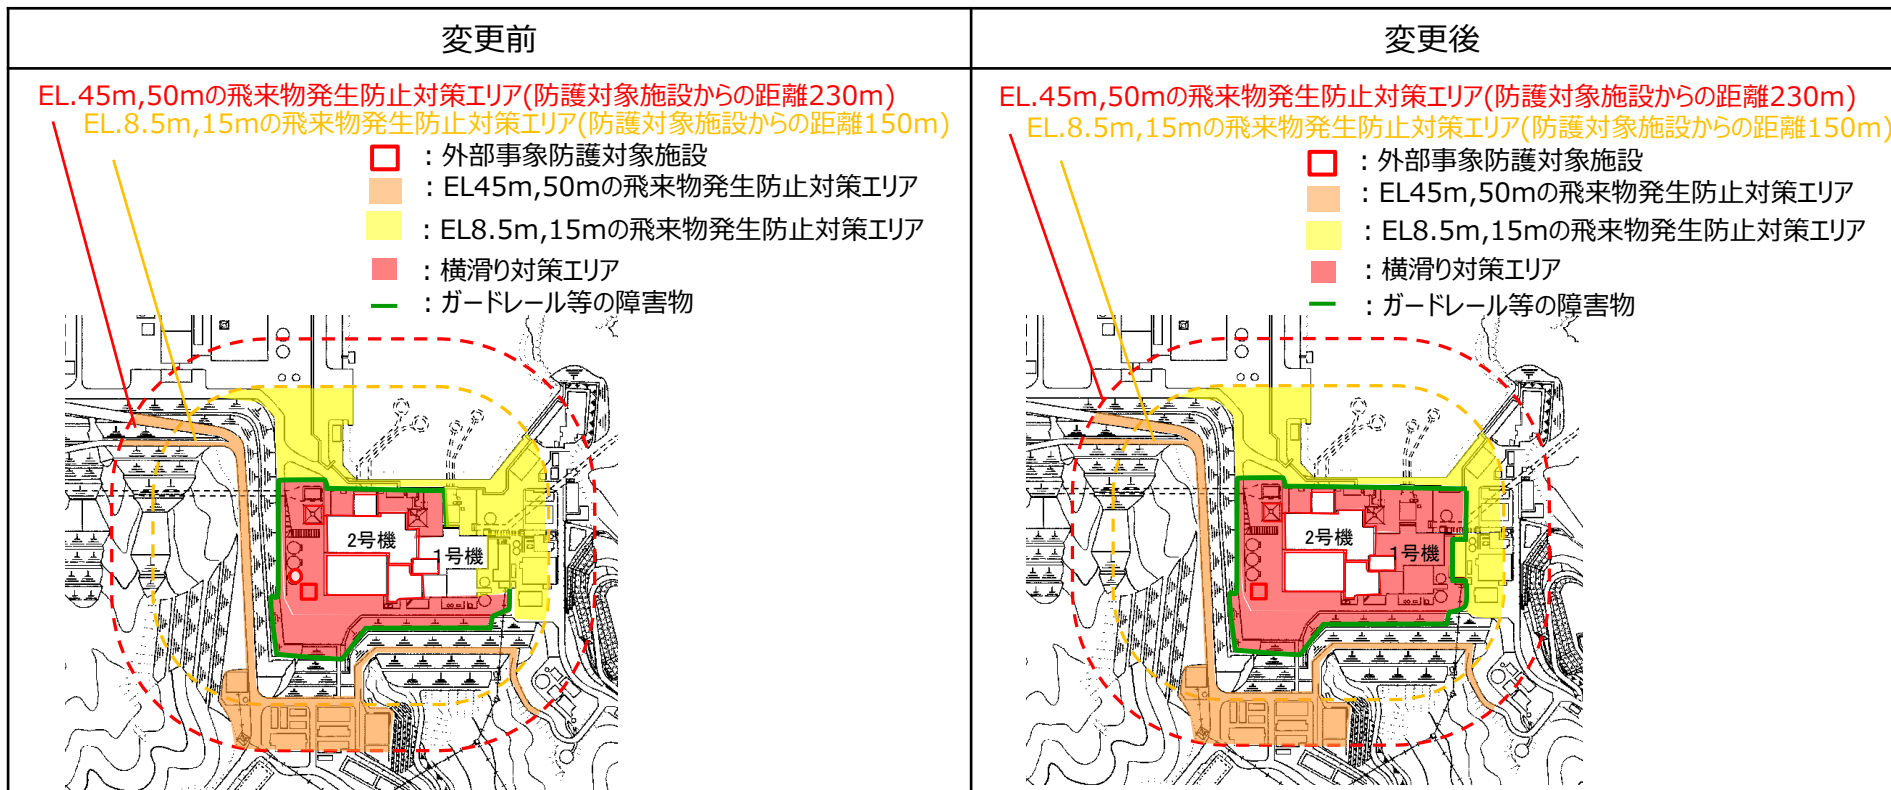 変更前
EL.45m,50mの飛来物発生防止対策エリア(防護対象施設からの距離230m)
EL.8.5m,15mの飛来物発生防止対策エリア(防護対象施設からの距離150m)
：外部事象防護対象施設
：EL45m,50mの飛来物発生防止対策エリア
：EL8.5m,15mの飛来物発生防止対策エリア
：横滑り対策エリア
：ガードレール等の障害物
2号機
1号機
変更後
EL.45m,50mの飛来物発生防止対策エリア(防護対象施設からの距離230m)
EL.8.5m,15mの飛来物発生防止対策エリア(防護対象施設からの距離150m)
：外部事象防護対象施設
：EL45m,50mの飛来物発生防止対策エリア
：EL8.5m,15mの飛来物発生防止対策エリア
：横滑り対策エリア
：ガードレール等の障害物
2号機
1号機